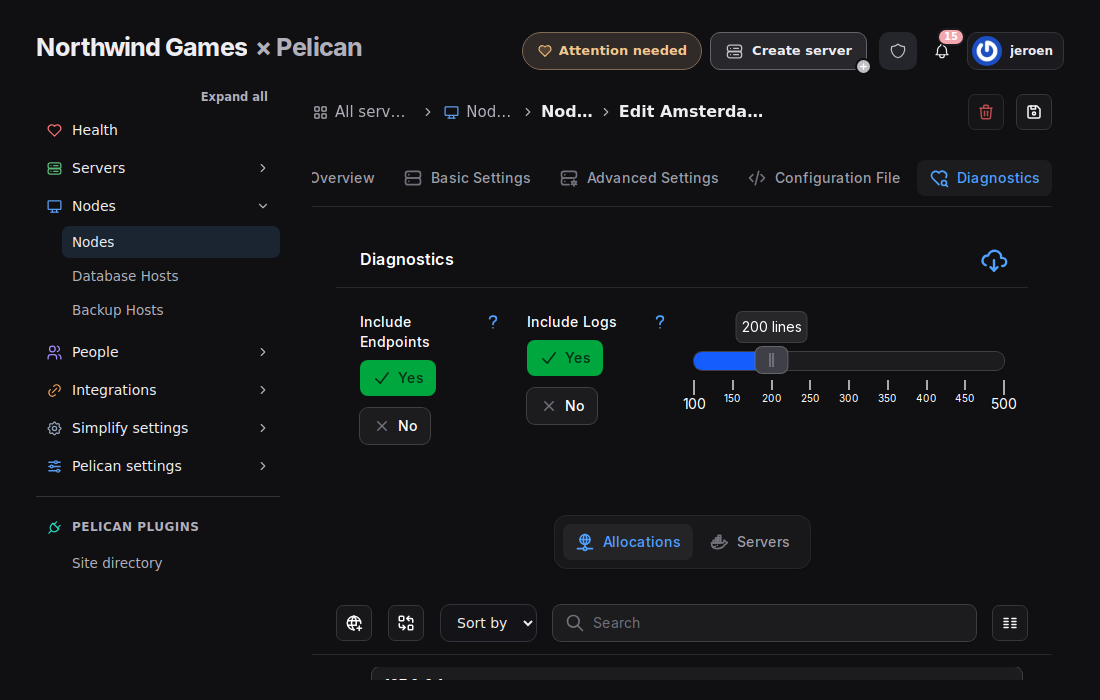 Northwind Games × Pelican
Attention needed
Create server
15
jeroen
Expand all
Health
Servers
Nodes
Nodes
Database Hosts
Backup Hosts
People
Integrations
Simplify settings
Pelican settings
PELICAN PLUGINS
Site directory
All serv... > Nod... > Nod... > Edit Amsterda...
Overview
Basic Settings
Advanced Settings
Configuration File
Diagnostics
Diagnostics
Include Endpoints
?
Yes
No
Include Logs
?
Yes
No
200 lines
100 150 200 250 300 350 400 450 500
Allocations
Servers
Sort by
Search